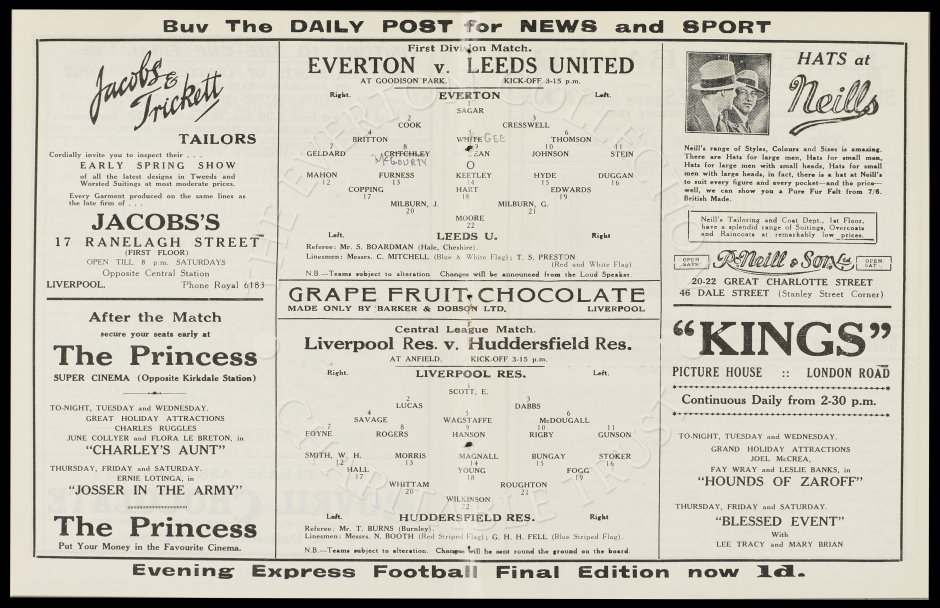 Buy The DAILY POST for NEWS and SPORT
Jacobs &
Trickett
TAILORS
Cordially invite you to inspect their . . .
EARLY SPRING SHOW
of all the latest designs in Tweeds and
Worsted Suitings at most moderate prices.
Every Garment produced on the same lines as
the late firm of . . .
JACOBS'S
17 RANELAGH STREET
(FIRST FLOOR)
OPEN TILL 8 p.m. SATURDAYS
Opposite Central Station
LIVERPOOL. 'Phone Royal 6183
After the Match
secure your seats early at
The Princess
SUPER CINEMA (Opposite Kirkdale Station)
TO-NIGHT, TUESDAY and WEDNESDAY.
GREAT HOLIDAY ATTRACTIONS
CHARLES RUGGLES
JUNE COLLYER and FLORA LE BRETON, in
"CHARLEY'S AUNT"
THURSDAY, FRIDAY and SATURDAY.
ERNIE LOTINGA, in
"JOSSER IN THE ARMY"
The Princess
Put Your Money in the Favourite Cinema.
First Division Match.
EVERTON v. LEEDS UNITED
AT GOODISON PARK. KICK-OFF 3-15 p.m.
Right. EVERTON Left.
1
SAGAR
2 3
COOK CRESSWELL
4 5 6
BRITTON WHITE GEE THOMSON
7 8 9 10 11
GELDARD CRITCHLEY DEAN JOHNSON STEIN
McGOURTY
O
MAHON FURNESS KEETLEY HYDE DUGGAN
12 13 14 15 16
COPPING HART EDWARDS
17 18 19
MILBURN, J. MILBURN, G.
20 21
MOORE
22
Left. LEEDS U. Right
Referee: Mr. S. BOARDMAN (Hale, Cheshire).
Linesmen: Messrs. C. MITCHELL (Blue & White Flag); T. S. PRESTON
(Red and White Flag)
N.B.—Teams subject to alteration. Changes will be announced from the Loud Speaker.
GRAPE FRUIT CHOCOLATE
MADE ONLY BY BARKER & DOBSON LTD. LIVERPOOL
Central League Match.
Liverpool Res. v. Huddersfield Res.
AT ANFIELD. KICK-OFF 3-15 p.m.
Right. LIVERPOOL RES. Left.
1
SCOTT, E.
2 3
LUCAS DABBS
4 5 6
SAVAGE WAGSTAFFE McDOUGALL
7 8 9 10 11
FOYNE ROGERS HANSON RIGBY GUNSON
SMITH, W. H. MORRIS MAGNALL BUNGAY STOKER
12 13 14 15 16
HALL YOUNG FOGG
17 18 19
WHITTAM ROUGHTON
20 21
WILKINSON
22
Left. HUDDERSFIELD RES. Right
Referee: Mr. T. BURNS (Burnley).
Linesmen: Messrs. N. BOOTH (Red Striped Flag); G. H. H. FELL (Blue Striped Flag).
N.B.—Teams subject to alteration. Changes will be sent round the ground on the board.
HATS at
Neills
Neill's range of Styles, Colours and Sizes is amazing.
There are Hats for large men, Hats for small men,
Hats for large men with small heads, Hats for small
men with large heads, in fact, there is a hat at Neill's
to suit every figure and every pocket—and the price—
well, we can show you a Pure Fur Felt from 7/6.
British Made.
Neill's Tailoring and Coat Dept., 1st Floor,
have a splendid range of Suitings, Overcoats
and Raincoats at remarkably low prices.
OPEN SAT. R. Neill & Son, Ltd OPEN SAT.
20-22 GREAT CHARLOTTE STREET
46 DALE STREET (Stanley Street Corner)
"KINGS"
PICTURE HOUSE :: LONDON ROAD
Continuous Daily from 2-30 p.m.
TO-NIGHT, TUESDAY and WEDNESDAY.
GRAND HOLIDAY ATTRACTIONS
JOEL McCREA,
FAY WRAY and LESLIE BANKS, in
"HOUNDS OF ZAROFF"
THURSDAY, FRIDAY and SATURDAY.
"BLESSED EVENT"
With
LEE TRACY and MARY BRIAN
Evening Express Football Final Edition now 1d.
THE EVERTON COLLECTION
CHARITABLE TRUST